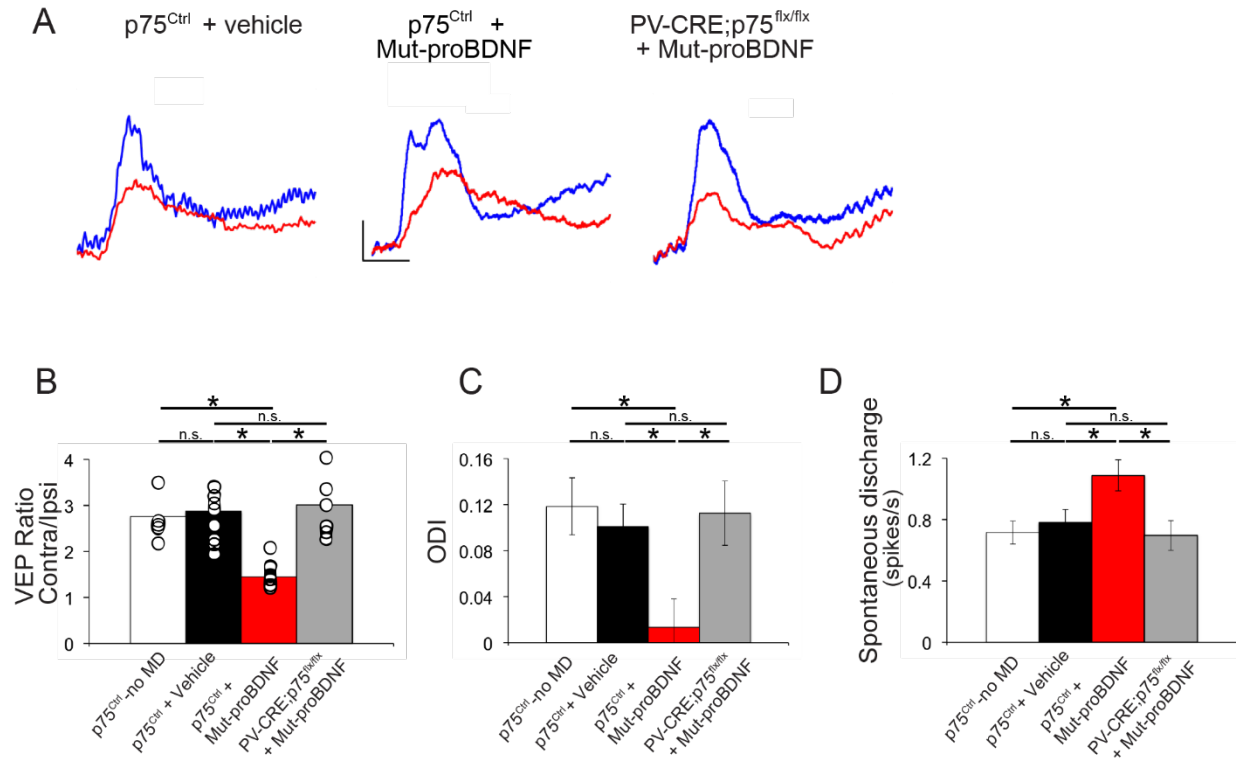 A
p75Ctrl + vehicle
p75Ctrl +
Mut-proBDNF
PV-CRE;p75flx/flx
+ Mut-proBDNF
B
*
n.s.
n.s. * *
VEP Ratio
Contra/Ipsi
4
3
2
1
0
p75Ctrl-no MD
p75Ctrl + Vehicle
p75Ctrl +
Mut-proBDNF
PV-CRE;p75flx/flx
+ Mut-proBDNF
C
*
n.s.
n.s. * *
ODI
0.16
0.12
0.08
0.04
0
p75Ctrl-no MD
p75Ctrl + Vehicle
p75Ctrl +
Mut-proBDNF
PV-CRE;p75flx/flx
+ Mut-proBDNF
D
*
n.s.
n.s. * *
Spontaneous discharge
(spikes/s)
1.2
0.8
0.4
0
p75Ctrl-no MD
p75Ctrl + Vehicle
p75Ctrl +
Mut-proBDNF
PV-CRE;p75flx/flx
+ Mut-proBDNF